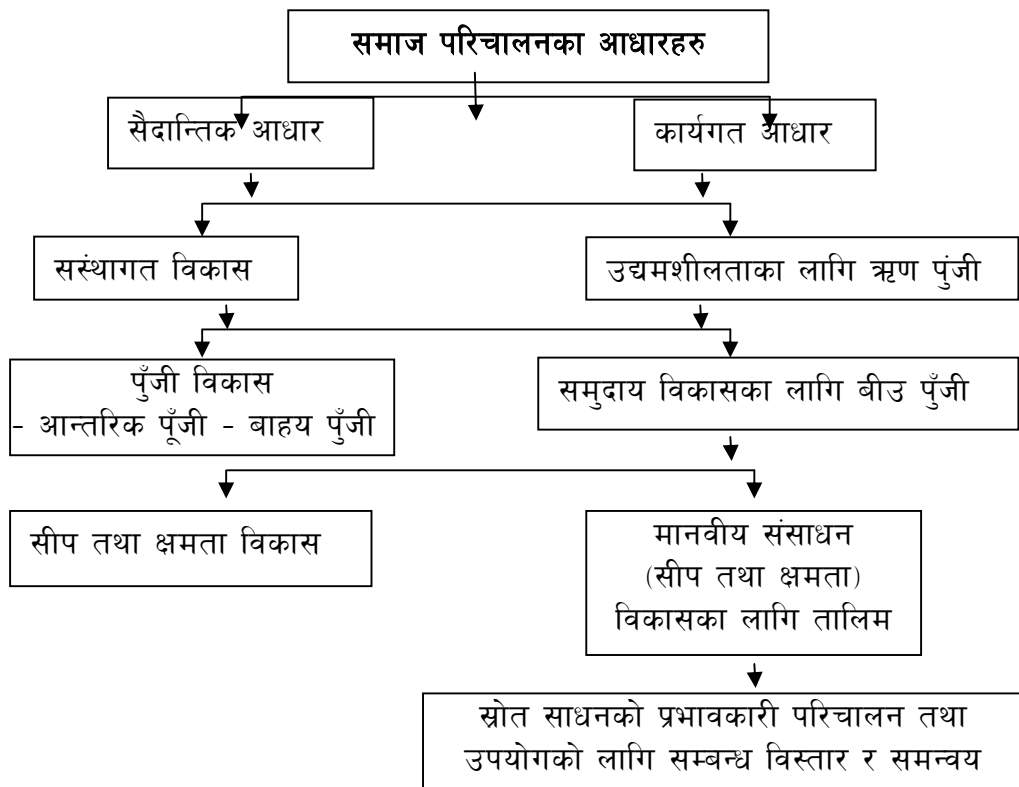 समाज परिचालनका आधारहरु
सैदान्तिक आधार
कार्यगत आधार
सस्थागत विकास
उद्यमशीलताका लागि ऋण पुंजी
पुँजी विकास
- आन्तरिक पूँजी - बाहय पुँजी
समुदाय विकासका लागि बीउ पुँजी
सीप तथा क्षमता विकास
मानवीय संसाधन
(सीप तथा क्षमता)
विकासका लागि तालिम
स्रोत साधनको प्रभावकारी परिचालन तथा
उपयोगको लागि सम्बन्ध विस्तार र समन्वय